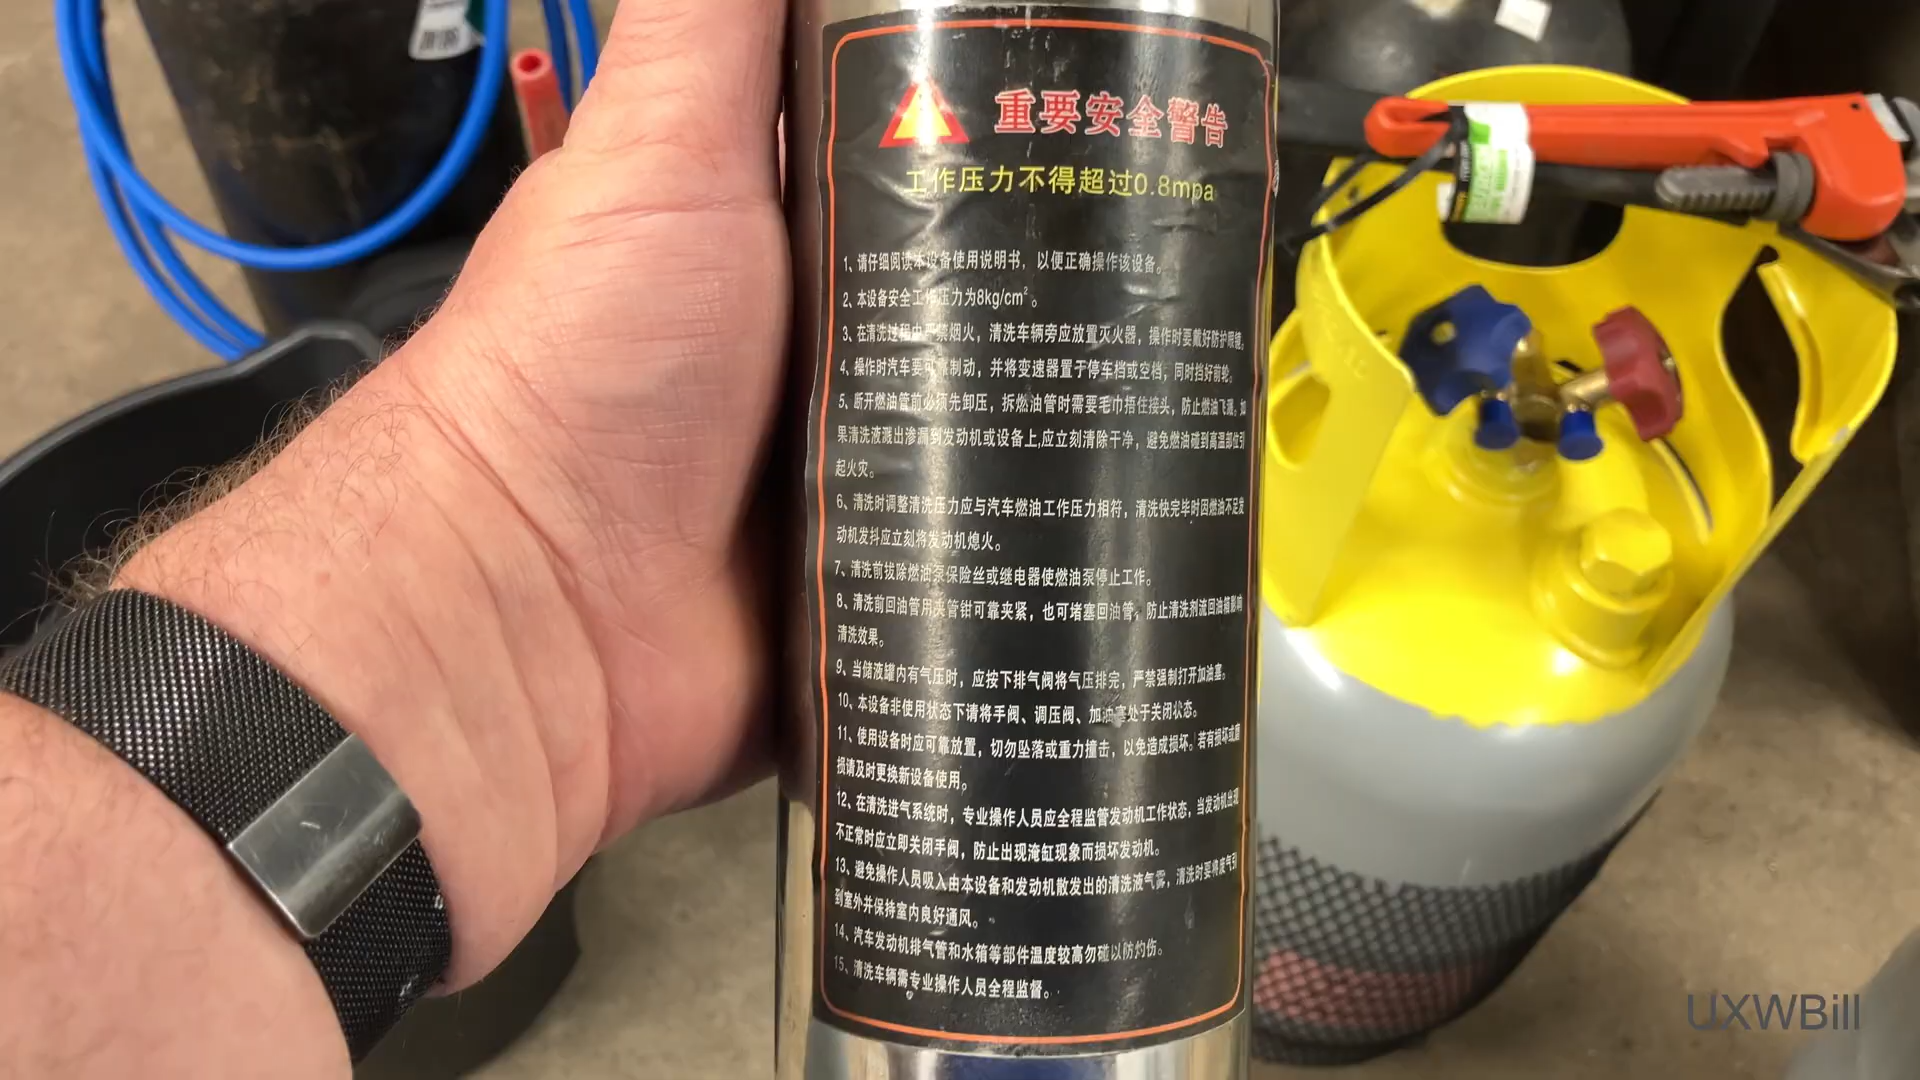 重要安全警告
工作压力不得超过0.8mpa
1、请仔细阅读本设备使用说明书，以便正确操作该设备。
2、本设备安全工作压力为8kg/cm²。
3、在清洗过程中严禁烟火，清洗车辆旁应放置灭火器，操作时要戴好防护眼镜。
4、操作时汽车要可靠制动，并将变速器置于停车档或空档，同时挡好前轮。
5、断开燃油管前必须先卸压，拆燃油管时需要毛巾捂住接头，防止燃油飞溅。如
果清洗液溅出渗漏到发动机或设备上,应立刻清除干净，避免燃油碰到高温部位引
起火灾。
6、清洗时调整清洗压力应与汽车燃油工作压力相符，清洗快完毕时因燃油不足发
动机发抖应立刻将发动机熄火。
7、清洗前拔除燃油泵保险丝或继电器使燃油泵停止工作。
8、清洗前回油管用夹管钳可靠夹紧，也可堵塞回油管，防止清洗剂流回油箱影响
清洗效果。
9、当储液罐内有气压时，应按下排气阀将气压排完，严禁强制打开加油塞。
10、本设备非使用状态下请将手阀、调压阀、加油塞处于关闭状态。
11、使用设备时应可靠放置，切勿坠落或重力撞击，以免造成损坏。若有损坏或磨
损请及时更换新设备使用。
12、在清洗进气系统时，专业操作人员应全程监管发动机工作状态，当发动机出现
不正常时应立即关闭手阀，防止出现淹缸现象而损坏发动机。
13、避免操作人员吸入由本设备和发动机散发出的清洗液气雾，清洗时要将废气引
到室外并保持室内良好通风。
14、汽车发动机排气管和水箱等部件温度较高勿碰以防灼伤。
15、清洗车辆需专业操作人员全程监督。
UXWBill